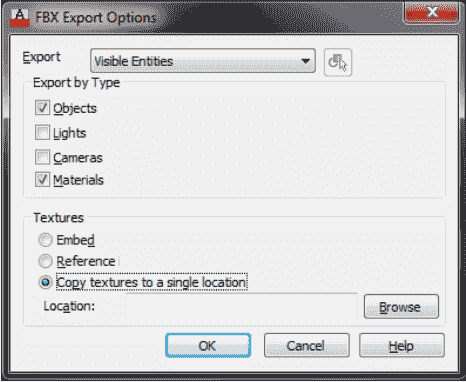 FBX Export Options
Export Visible Entities
Export by Type
Objects
Lights
Cameras
Materials
Textures
Embed
Reference
Copy textures to a single location
Location: Browse
OK Cancel Help